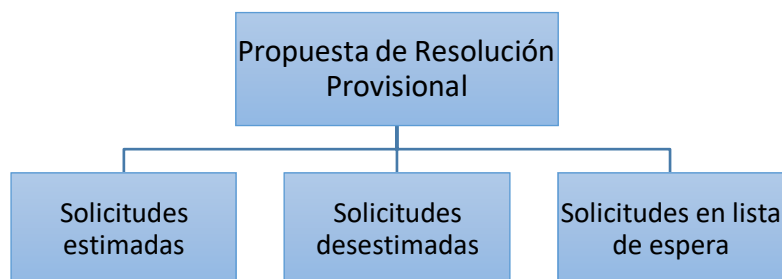 Propuesta de Resolución
Provisional
Solicitudes
estimadas
Solicitudes
desestimadas
Solicitudes en lista
de espera